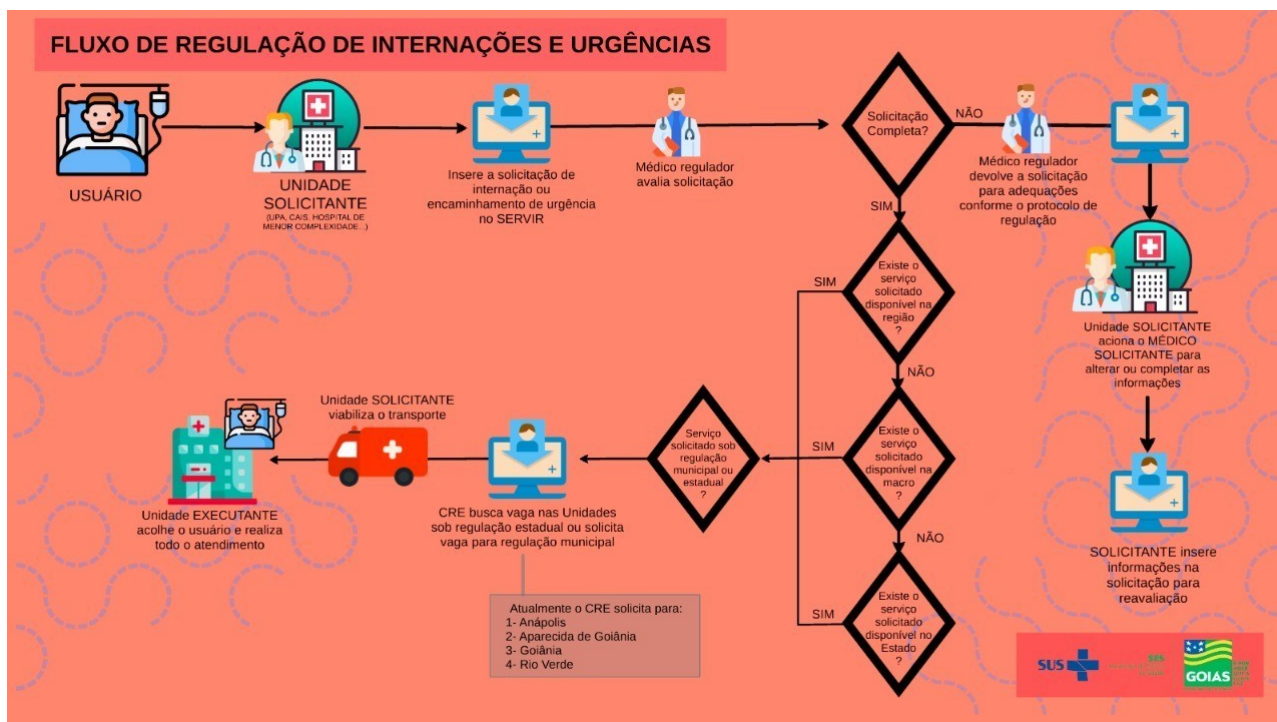 FLUXO DE REGULAÇÃO DE INTERNAÇÕES E URGÊNCIAS
USUÁRIO
UNIDADE
SOLICITANTE
(UPA, CAIS, HOSPITAL DE
MENOR COMPLEXIDADE...)
Insere a solicitação de
internação ou
encaminhamento de urgência
no SERVIR
Médico regulador
avalia solicitação
Solicitação
Completa?
NÃO
Médico regulador
devolve a solicitação
para adequações
conforme o protocolo de
regulação
SIM
Unidade SOLICITANTE
aciona o MÉDICO
SOLICITANTE para
alterar ou completar as
informações
SOLICITANTE insere
informações na
solicitação para
reavaliação
Existe o
serviço
solicitado
disponível na
região
?
SIM
NÃO
Existe o
serviço
solicitado
disponível na
macro
?
SIM
NÃO
Existe o
serviço
solicitado
disponível no
Estado
?
SIM
Serviço
solicitado sob
regulação
municipal ou
estadual
?
CRE busca vaga nas Unidades
sob regulação estadual ou solicita
vaga para regulação municipal
Atualmente o CRE solicita para:
1- Anápolis
2- Aparecida de Goiânia
3- Goiânia
4- Rio Verde
Unidade SOLICITANTE
viabiliza o transporte
Unidade EXECUTANTE
acolhe o usuário e realiza
todo o atendimento
SUS
SES
GOIÁS